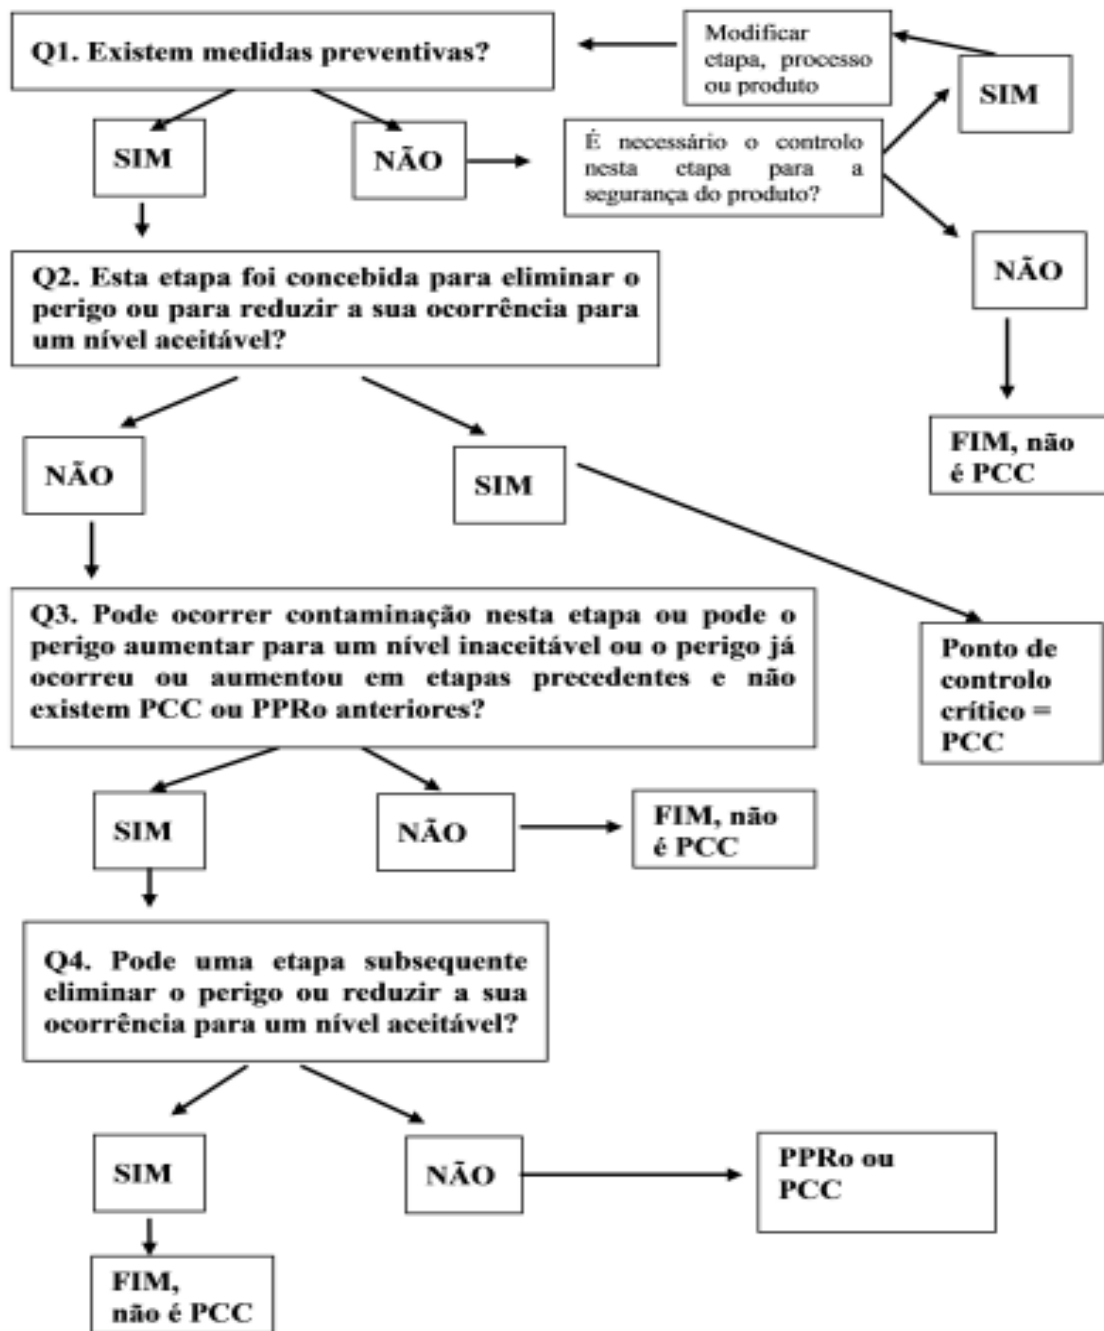 Q1. Existem medidas preventivas?
Modificar
etapa, processo
ou produto
SIM
SIM
NÃO
É necessário o controlo
nesta etapa para a
segurança do produto?
NÃO
Q2. Esta etapa foi concebida para eliminar o
perigo ou para reduzir a sua ocorrência para
um nível aceitável?
FIM, não
é PCC
NÃO
SIM
Q3. Pode ocorrer contaminação nesta etapa ou pode o
perigo aumentar para um nível inaceitável ou o perigo já
ocorreu ou aumentou em etapas precedentes e não
existem PCC ou PPRo anteriores?
Ponto de
controlo
crítico =
PCC
SIM
NÃO
FIM, não
é PCC
Q4. Pode uma etapa subsequente
eliminar o perigo ou reduzir a sua
ocorrência para um nível aceitável?
SIM
NÃO
PPRo ou
PCC
FIM,
não é PCC